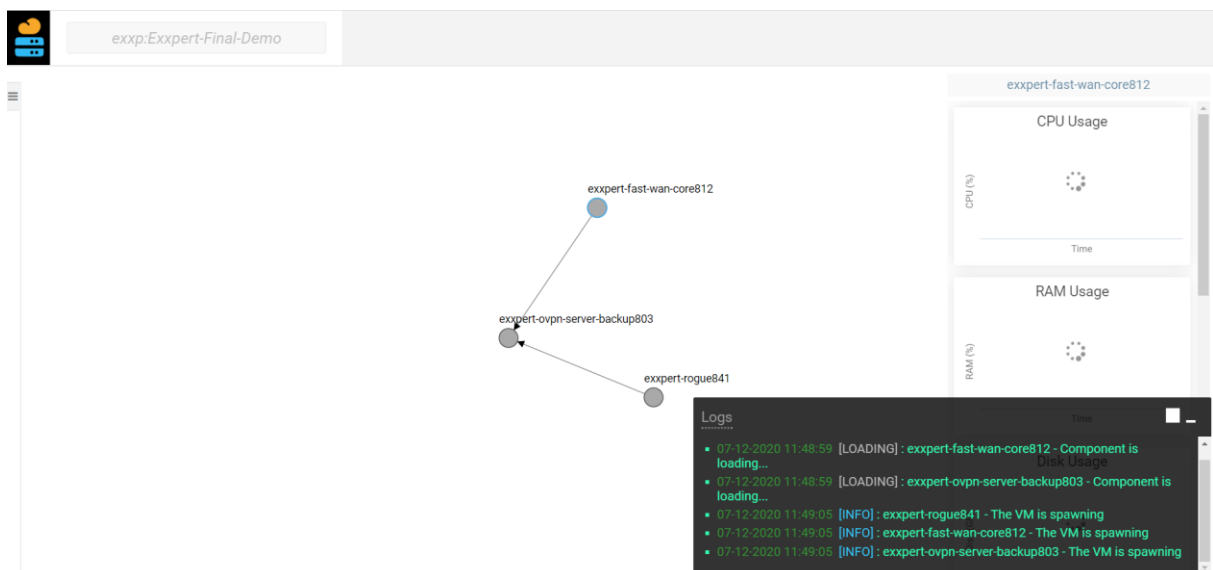 exxp:Exxpert-Final-Demo
exxpert-fast-wan-core812
CPU Usage
CPU (%)
Time
exxpert-fast-wan-core812
exxpert-ovpn-server-backup803
exxpert-rogue841
RAM Usage
RAM (%)
Time
Disk Usage
Logs
07-12-2020 11:48:59 [LOADING] : exxpert-fast-wan-core812 - Component is
loading...
07-12-2020 11:48:59 [LOADING] : exxpert-ovpn-server-backup803 - Component is
loading...
07-12-2020 11:49:05 [INFO] : exxpert-rogue841 - The VM is spawning
07-12-2020 11:49:05 [INFO] : exxpert-fast-wan-core812 - The VM is spawning
07-12-2020 11:49:05 [INFO] : exxpert-ovpn-server-backup803 - The VM is spawning